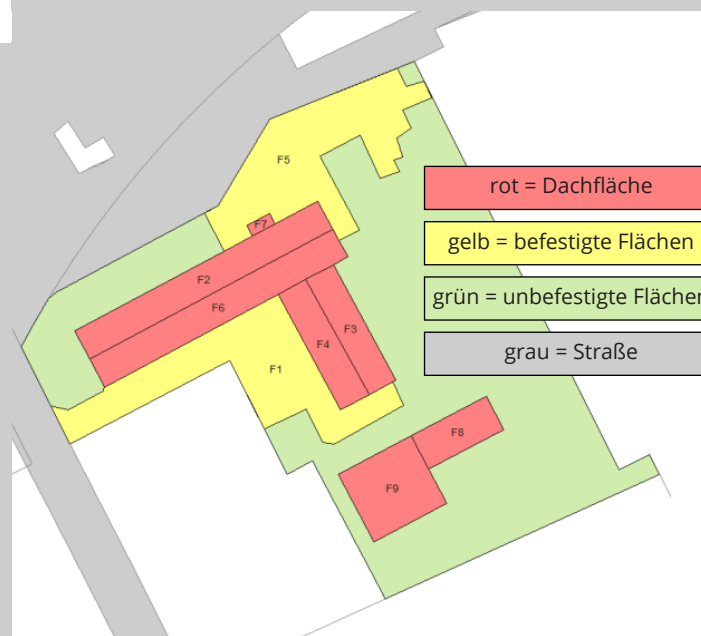 F5
rot = Dachfläche
F7
gelb = befestigte Flächen
F2
grün = unbefestigte Flächen
F6
F3
F4
grau = Straße
F1
F8
F9